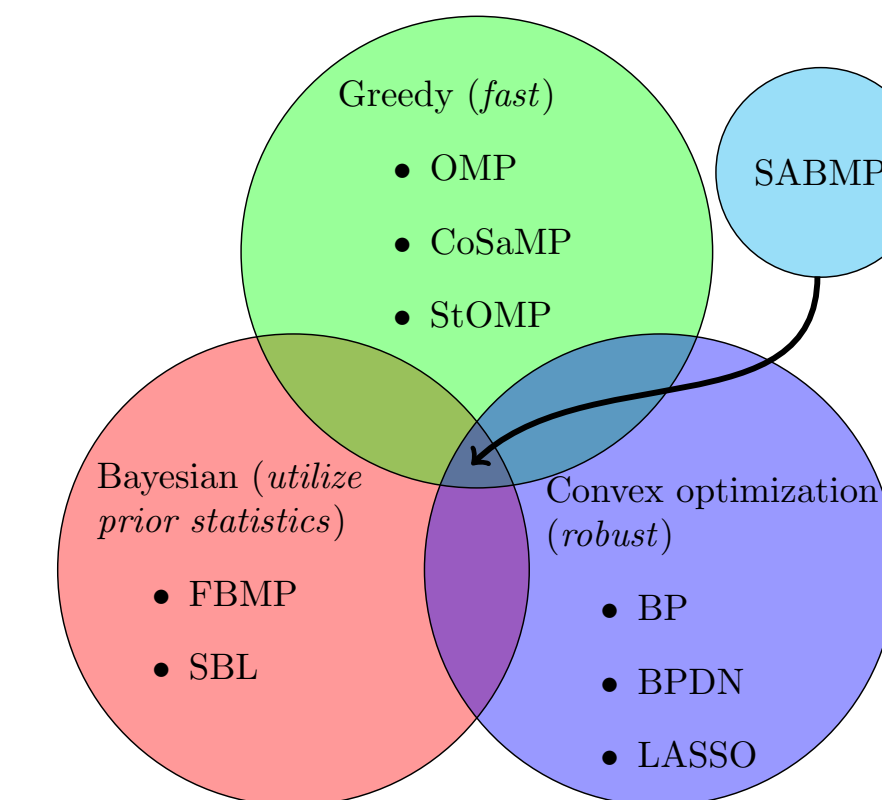 Greedy (fast)
• OMP
• CoSaMP
• StOMP
SABMP
Bayesian (utilize
prior statistics)
• FBMP
• SBL
Convex optimization
(robust)
• BP
• BPDN
• LASSO